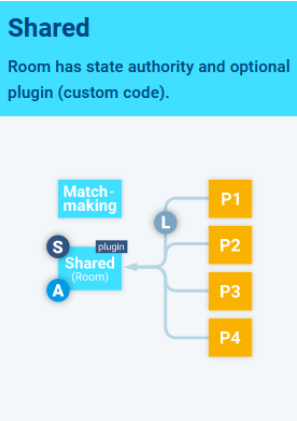 Shared
Room has state authority and optional
plugin (custom code).
Match-
making
L
P1
P2
S
plugin
Shared
(Room)
A
P3
P4